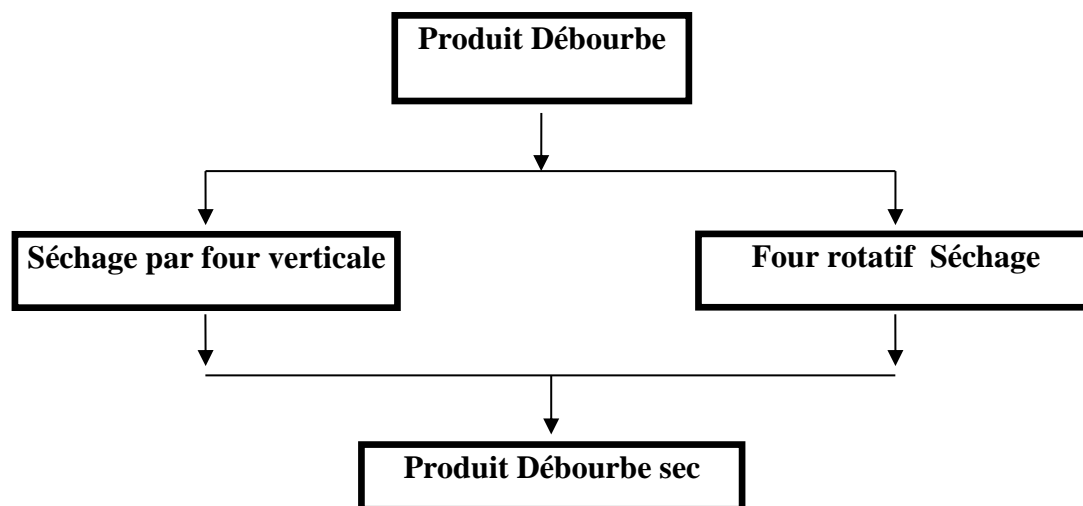 Produit Débourbe
Séchage par four verticale
Four rotatif  Séchage
Produit Débourbe sec